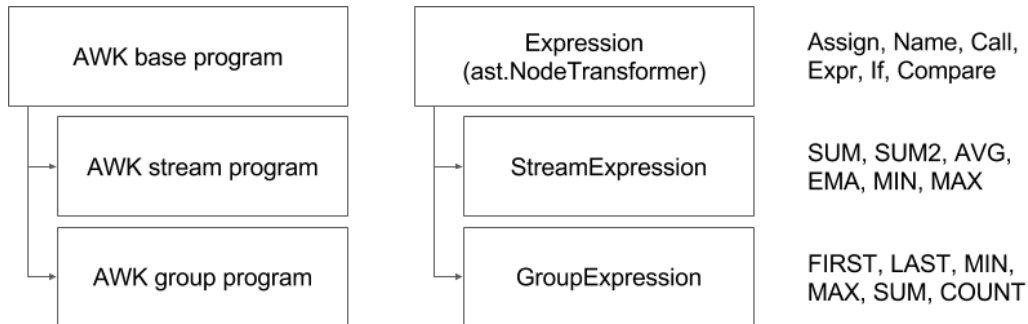 AWK base program
Expression
(ast.NodeTransformer)
Assign, Name, Call,
Expr, If, Compare
AWK stream program
StreamExpression
SUM, SUM2, AVG,
EMA, MIN, MAX
AWK group program
GroupExpression
FIRST, LAST, MIN,
MAX, SUM, COUNT